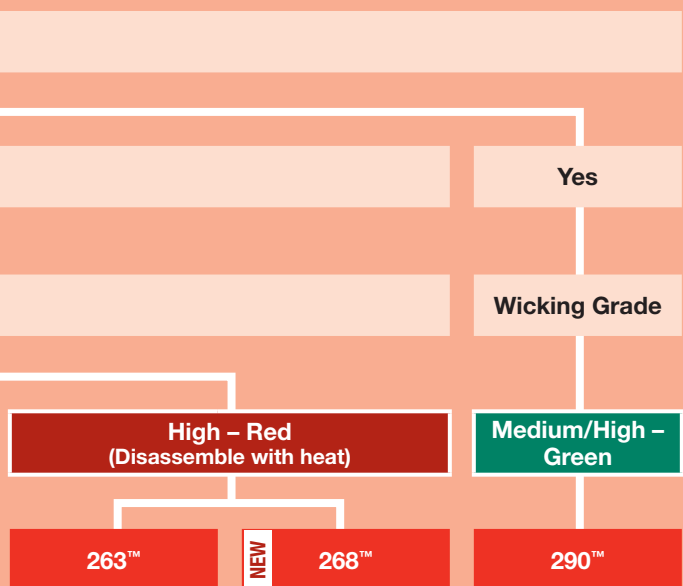 Yes
Wicking Grade
High – Red
(Disassemble with heat)
Medium/High –
Green
263™
NEW
268™
290™